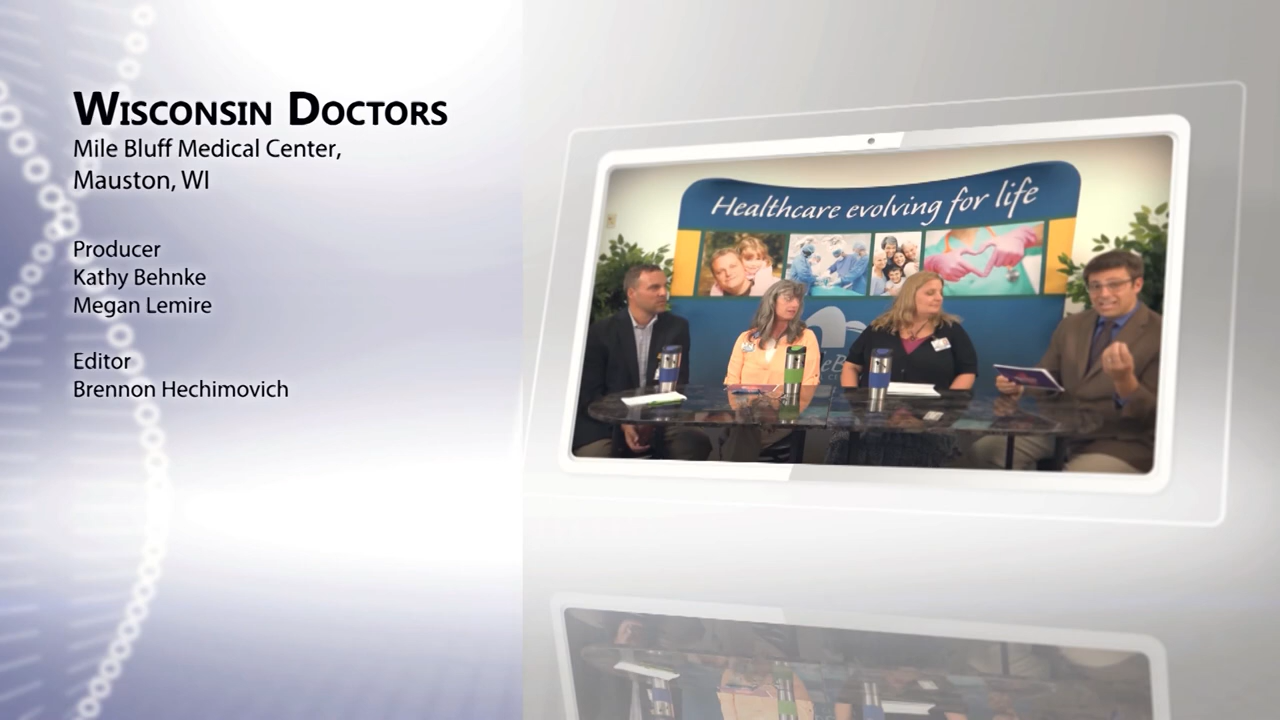 Wisconsin Doctors
Mile Bluff Medical Center,
Mauston, WI
Producer
Kathy Behnke
Megan Lemire
Editor
Brennon Hechimovich
Healthcare evolving for life